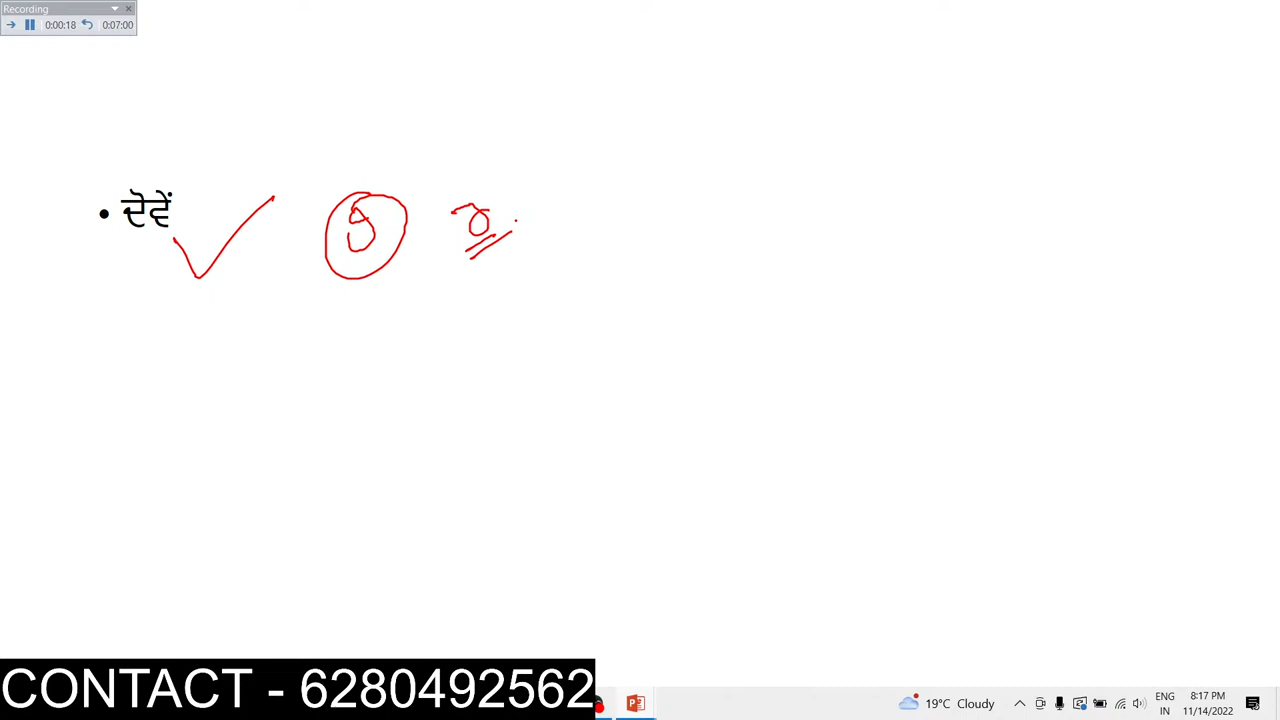 Recording
0:00:18 0:07:00
• ਦੋਵੇਂ
CONTACT - 6280492562
19°C Cloudy
ENG
IN
8:17 PM
11/14/2022